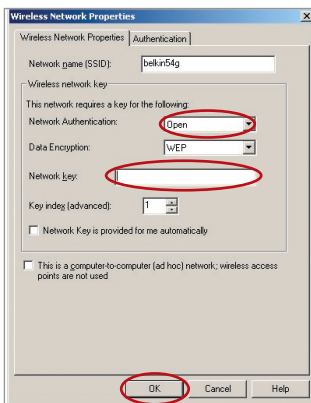 Wireless Network Properties
Wireless Network Properties Authentication
Network name (SSID): belkin54g
Wireless network key
This network requires a key for the following:
Network Authentication: Open
Data Encryption: WEP
Network key:
Key index (advanced): 1
Network Key is provided for me automatically
This is a computer-to-computer (ad hoc) network; wireless access
points are not used
OK Cancel Help